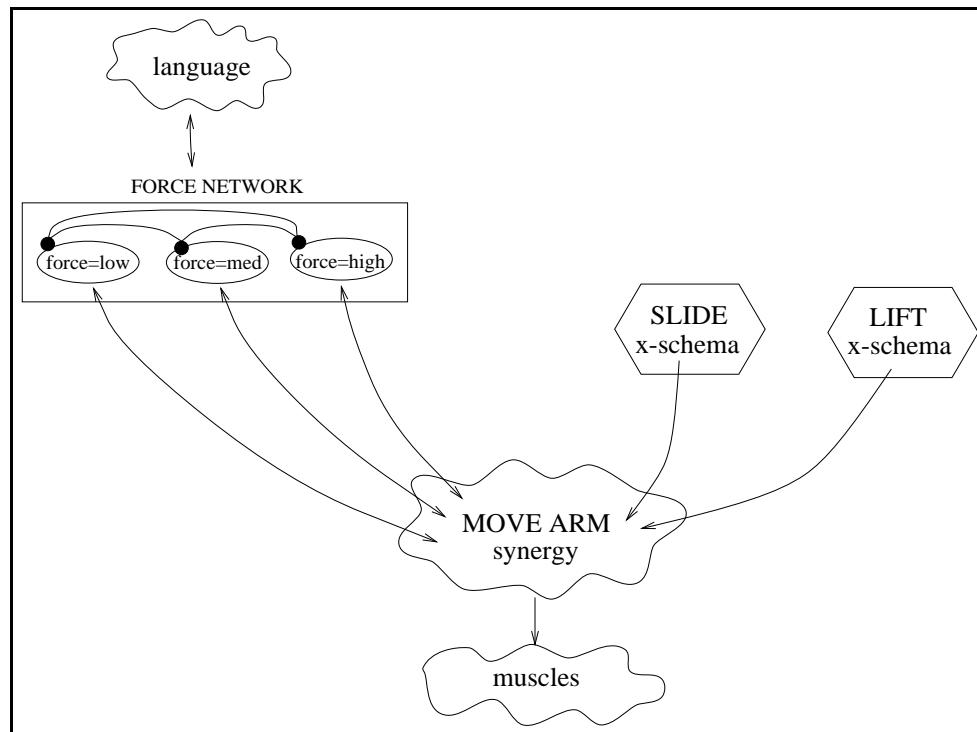 language
FORCE NETWORK
force=low
force=med
force=high
SLIDE
x-schema
LIFT
x-schema
MOVE ARM
synergy
muscles